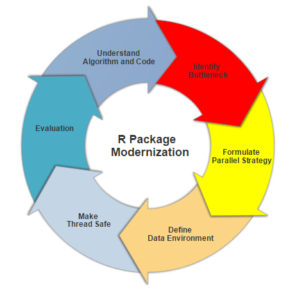 Understand
Algorithm and Code
Identify
Bottleneck
Formulate
Parallel Strategy
Define
Data Environment
Make
Thread Safe
Evaluation
R Package
Modernization